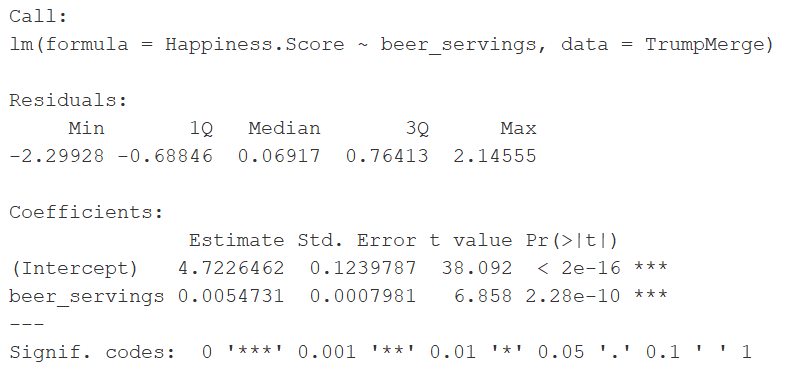 Call:
lm(formula = Happiness.Score ~ beer_servings, data = TrumpMerge)
Residuals:
Min 1Q Median 3Q Max
-2.29928 -0.68846 0.06917 0.76413 2.14555
Coefficients:
Estimate Std. Error t value Pr(>|t|)
(Intercept) 4.7226462 0.1239787 38.092 < 2e-16 ***
beer_servings 0.0054731 0.0007981 6.858 2.28e-10 ***
---
Signif. codes: 0 '***' 0.001 '**' 0.01 '*' 0.05 '.' 0.1 ' ' 1